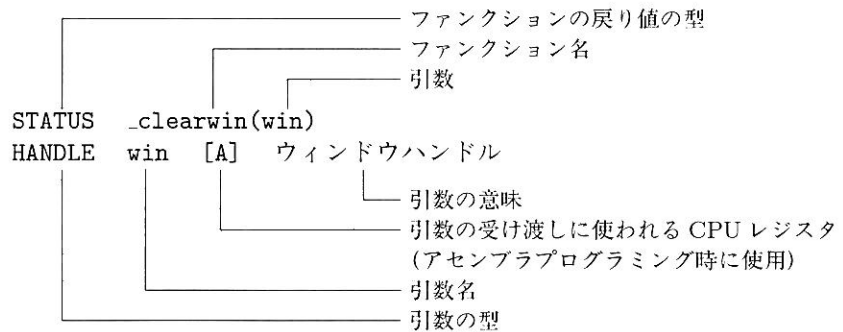 ファンクションの戻り値の型
ファンクション名
引数
STATUS _clearwin(win)
HANDLE win [A] ウィンドウハンドル
引数の意味
引数の受け渡しに使われる CPU レジスタ
(アセンブラプログラミング時に使用)
引数名
引数の型